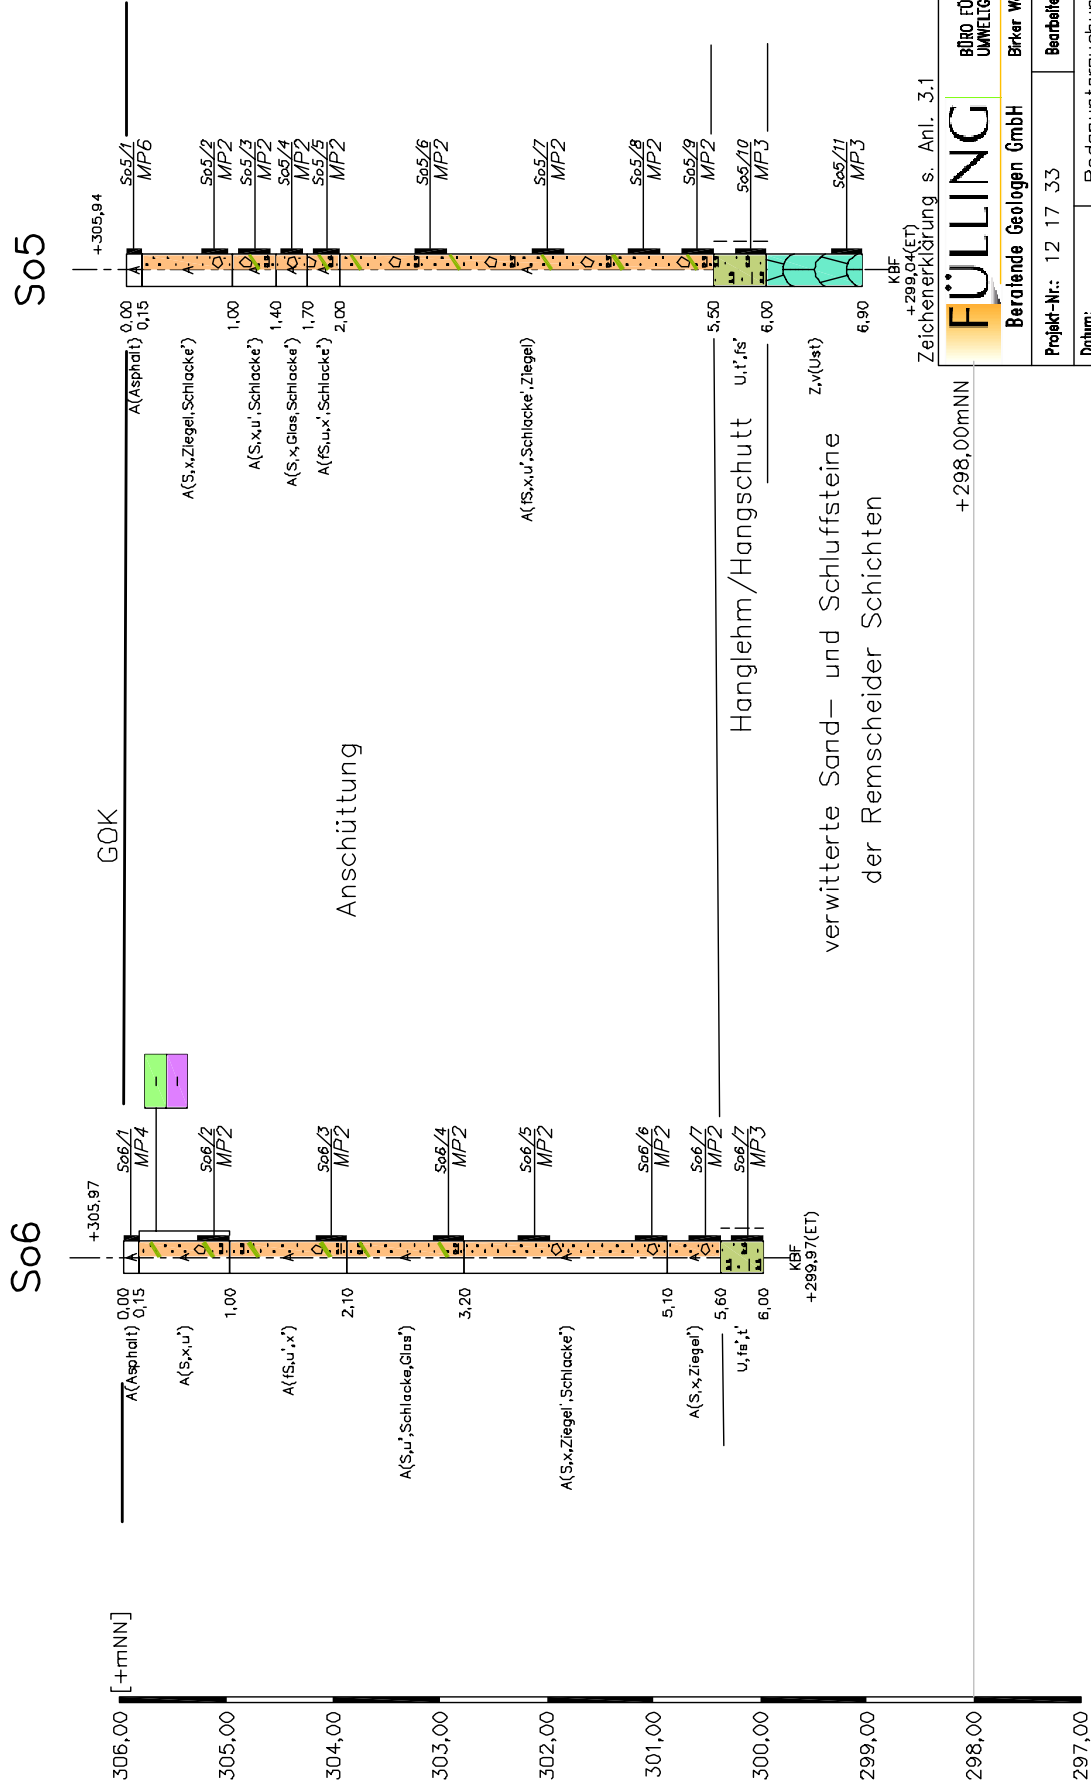 So6
+305.97
0,00
0,15
1,00
2,10
3,20
5,10
5,60
6,00
A(Asphalt)
A(S,x,u')
A(fS,u',x')
A(S,u',Schlacke,Glas')
A(S,x,Ziegel',Schlacke')
A(S,x,Ziegel')
U,fs',t'
So6/1
MP4
So6/2
MP2
So6/3
MP2
So6/4
MP2
So6/5
MP2
So6/6
MP2
So6/7
MP2
So6/7
MP3
KBF
+299,97(ET)
So5
+305,94
0,00
0,15
1,00
1,40
1,70
2,00
5,50
6,00
6,90
A(Asphalt)
A(S,x,Ziegel,Schlacke')
A(S,x,u',Schlacke')
A(S,x,Glas,Schlacke')
A(fS,u,x',Schlacke')
A(fS,x,u',Schlacke',Ziegel)
U,t',fs'
Z,v(Ust)
So5/1
MP6
So5/2
MP2
So5/3
MP2
So5/4
MP2
So5/5
MP2
So5/6
MP2
So5/7
MP2
So5/8
MP2
So5/9
MP2
So5/10
MP3
So5/11
MP3
KBF
+299,04(ET)
GOK
Anschüttung
Hanglehm/Hangschutt
verwitterte Sand- und Schluffsteine
der Remscheider Schichten
[+mNN]
306,00
305,00
304,00
303,00
302,00
301,00
300,00
299,00
298,00
297,00
+298,00mNN
Zeichenerklärung s. Anl. 3.1
FÜLLING
Beratende Geologen GmbH
BÜRO FÜ
UMWELTG
Birker We
Projekt-Nr.: 12 17 33
Bearbeite
Datum:
Bodenuntersuchun